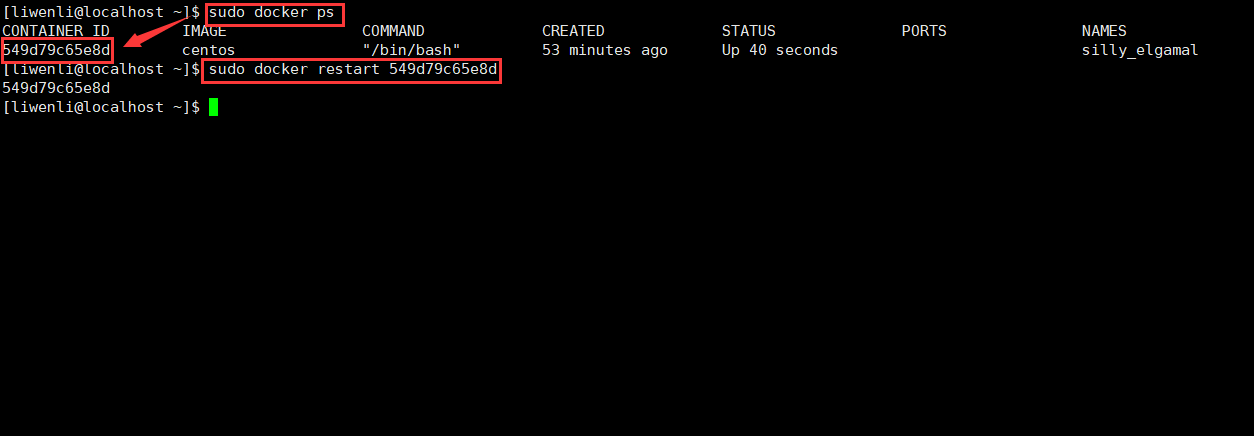 [liwenli@localhost ~]$ sudo docker ps
CONTAINER ID        IMAGE               COMMAND             CREATED             STATUS              PORTS               NAMES
549d79c65e8d        centos              "/bin/bash"         53 minutes ago      Up 40 seconds                           silly_elgamal
[liwenli@localhost ~]$ sudo docker restart 549d79c65e8d
549d79c65e8d
[liwenli@localhost ~]$